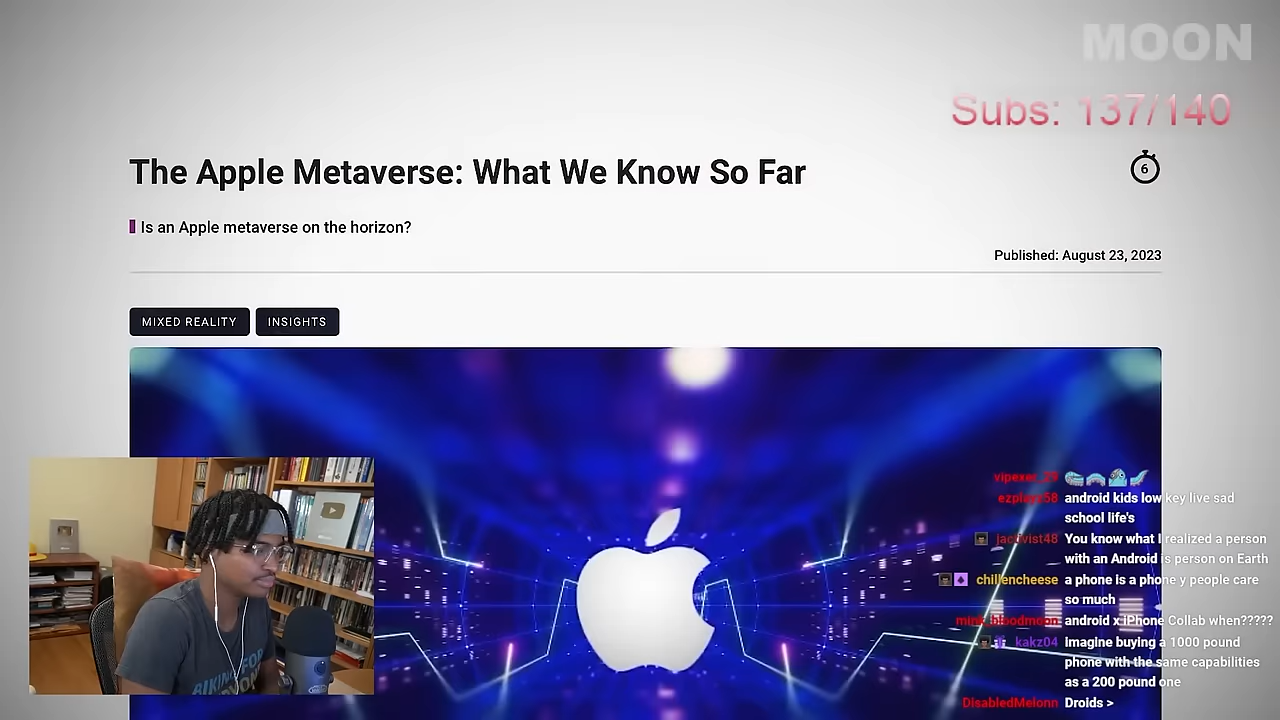 MOON
Subs: 137/140
The Apple Metaverse: What We Know So Far
6
Is an Apple metaverse on the horizon?
Published: August 23, 2023
MIXED REALITY
INSIGHTS
android kids low key live sad
school life's
jactivist48 You know what I realized a person
with an Android is person on Earth
chillencheese a phone is a phone y people care
so much
android x iPhone Collab when?????
kakz04 Imagine buying a 1000 pound
phone with the same capabilities
as a 200 pound one
DisabledMelonn Droids >